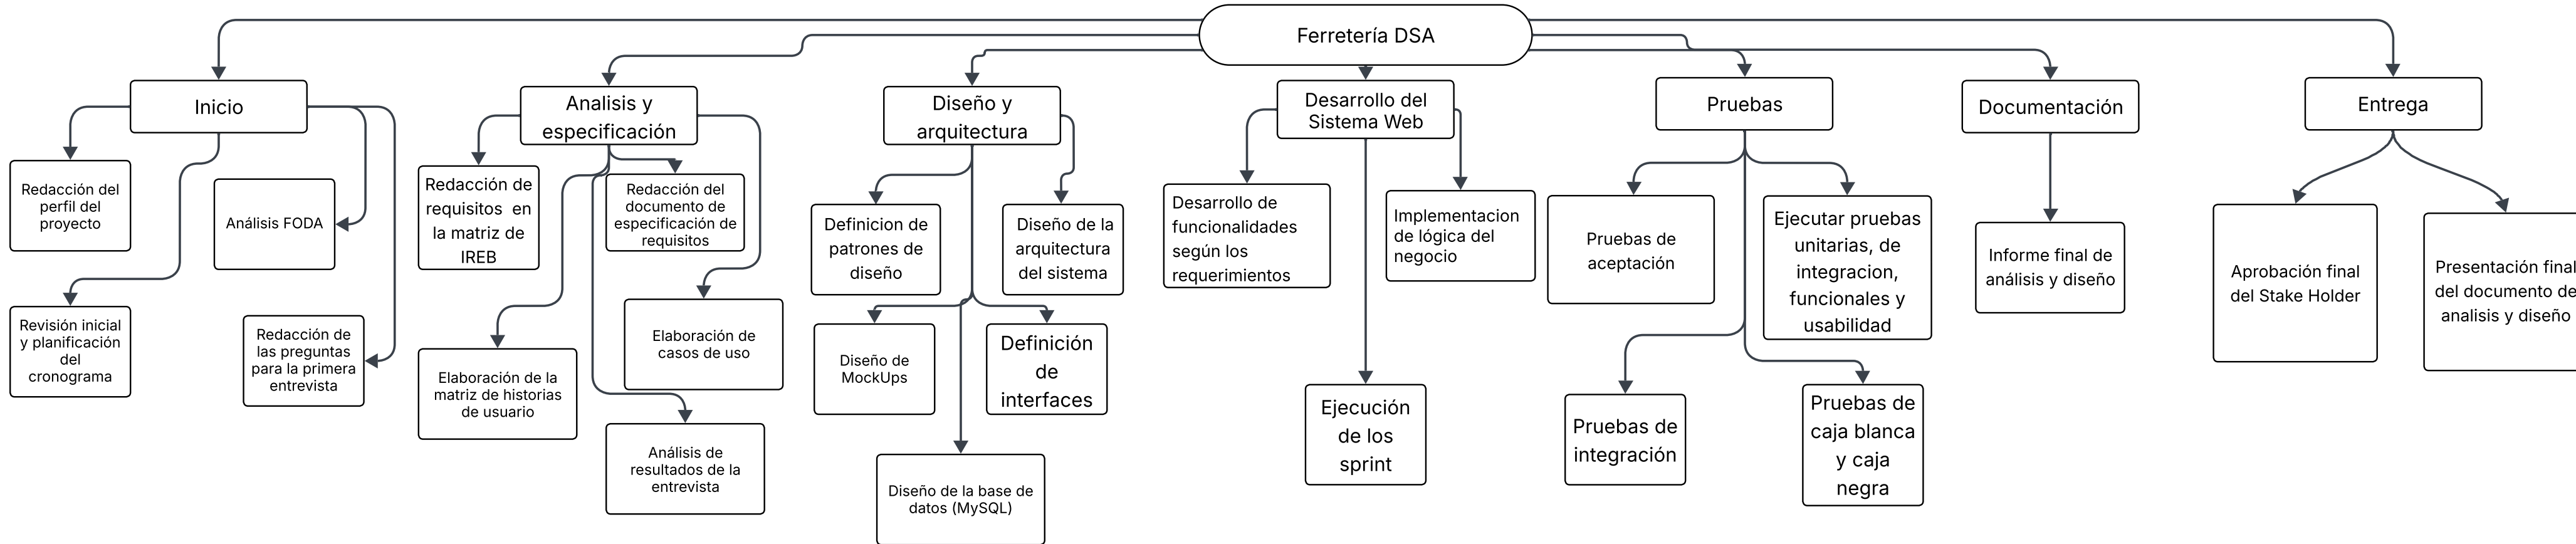 Ferretería DSA
Inicio
Redacción del
perfil del
proyecto
Análisis FODA
Revisión inicial
y planificación
del
cronograma
Redacción de
las preguntas
para la primera
entrevista
Analisis y
especificación
Redacción de
requisitos  en
la matriz de
IREB
Redacción del
documento de
especificación de
requisitos
Elaboración de
casos de uso
Elaboración de la
matriz de historias
de usuario
Análisis de
resultados de la
entrevista
Diseño y
arquitectura
Definicion de
patrones de
diseño
Diseño de la
arquitectura
del sistema
Diseño de
MockUps
Definición
de
interfaces
Diseño de la base de
datos (MySQL)
Desarrollo del
Sistema Web
Desarrollo de
funcionalidades
según los
requerimientos
Implementacion
de lógica del
negocio
Ejecución
de los
sprint
Pruebas
Pruebas de
aceptación
Ejecutar pruebas
unitarias, de
integracion,
funcionales y
usabilidad
Pruebas de
integración
Pruebas de
caja blanca
y caja
negra
Documentación
Informe final de
análisis y diseño
Entrega
Aprobación final
del Stake Holder
Presentación final
del documento de
analisis y diseño